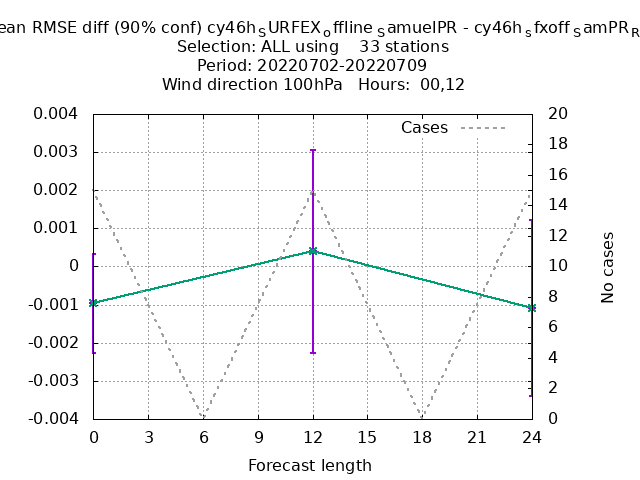 ean RMSE diff (90% conf) cy46hSURFEXoffline SamuelPR - cy46hsfxoffSamPRR
Selection: ALL using 33 stations
Period: 20220702-20220709
Wind direction 100hPa Hours: 00,12
Cases
0.004
0.003
0.002
0.001
0
-0.001
-0.002
-0.003
-0.004
20
18
16
14
12
10
8
6
4
2
0
No cases
0 3 6 9 12 15 18 21 24
Forecast length